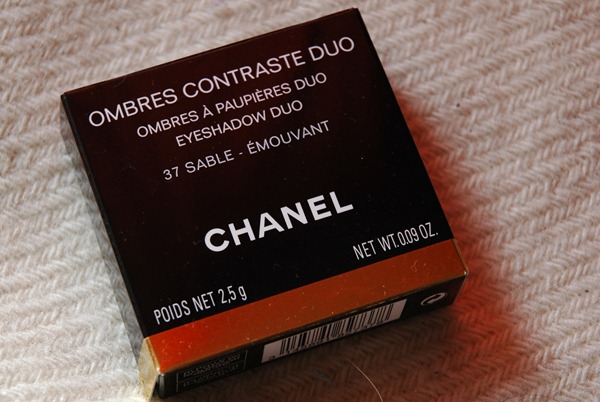 OMBRES CONTRASTE DUO
OMBRES À PAUPIÈRES DUO
EYESHADOW DUO
37 SABLE - ÉMOUVANT
CHANEL
POIDS NET 2,5 g
NET WT. 0.09 OZ.